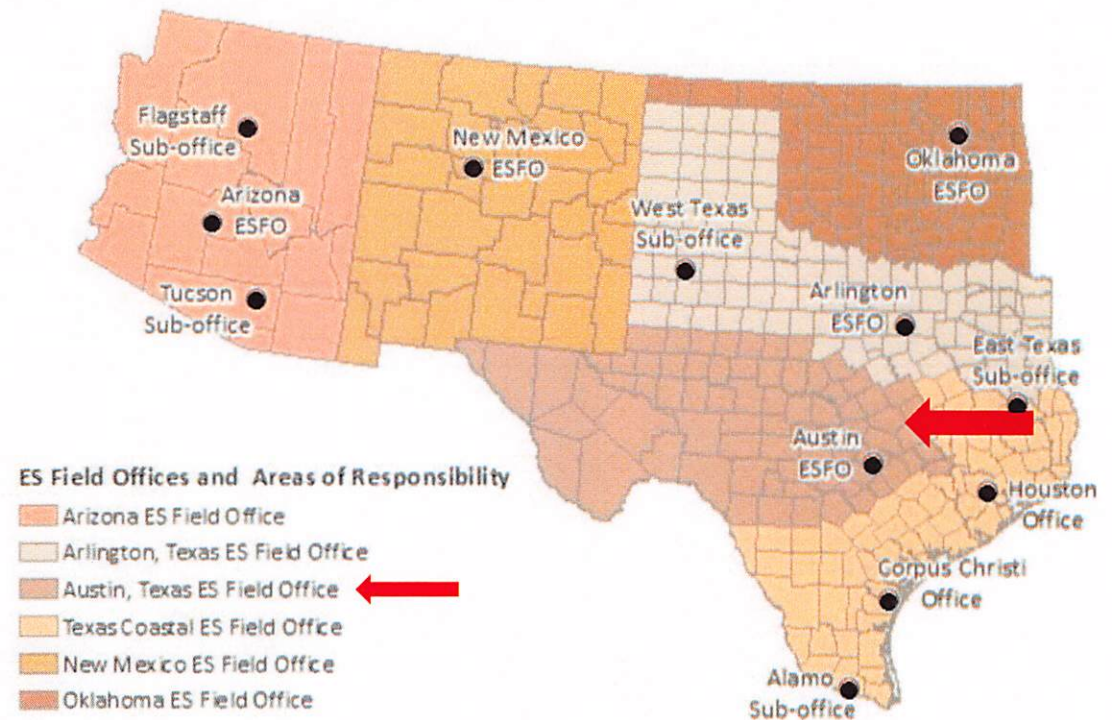 Flagstaff
Sub-office
New Mexico
ESFO
Oklahoma
ESFO
Arizona
ESFO
West Texas
Sub-office
Tucson
Sub-office
Arlington
ESFO
East Texas
Sub-office
Austin
ESFO
Houston
Office
Corpus Christi
Office
Alamo
Sub-office
ES Field Offices and Areas of Responsibility
Arizona ES Field Office
Arlington, Texas ES Field Office
Austin, Texas ES Field Office
Texas Coastal ES Field Office
New Mexico ES Field Office
Oklahoma ES Field Office